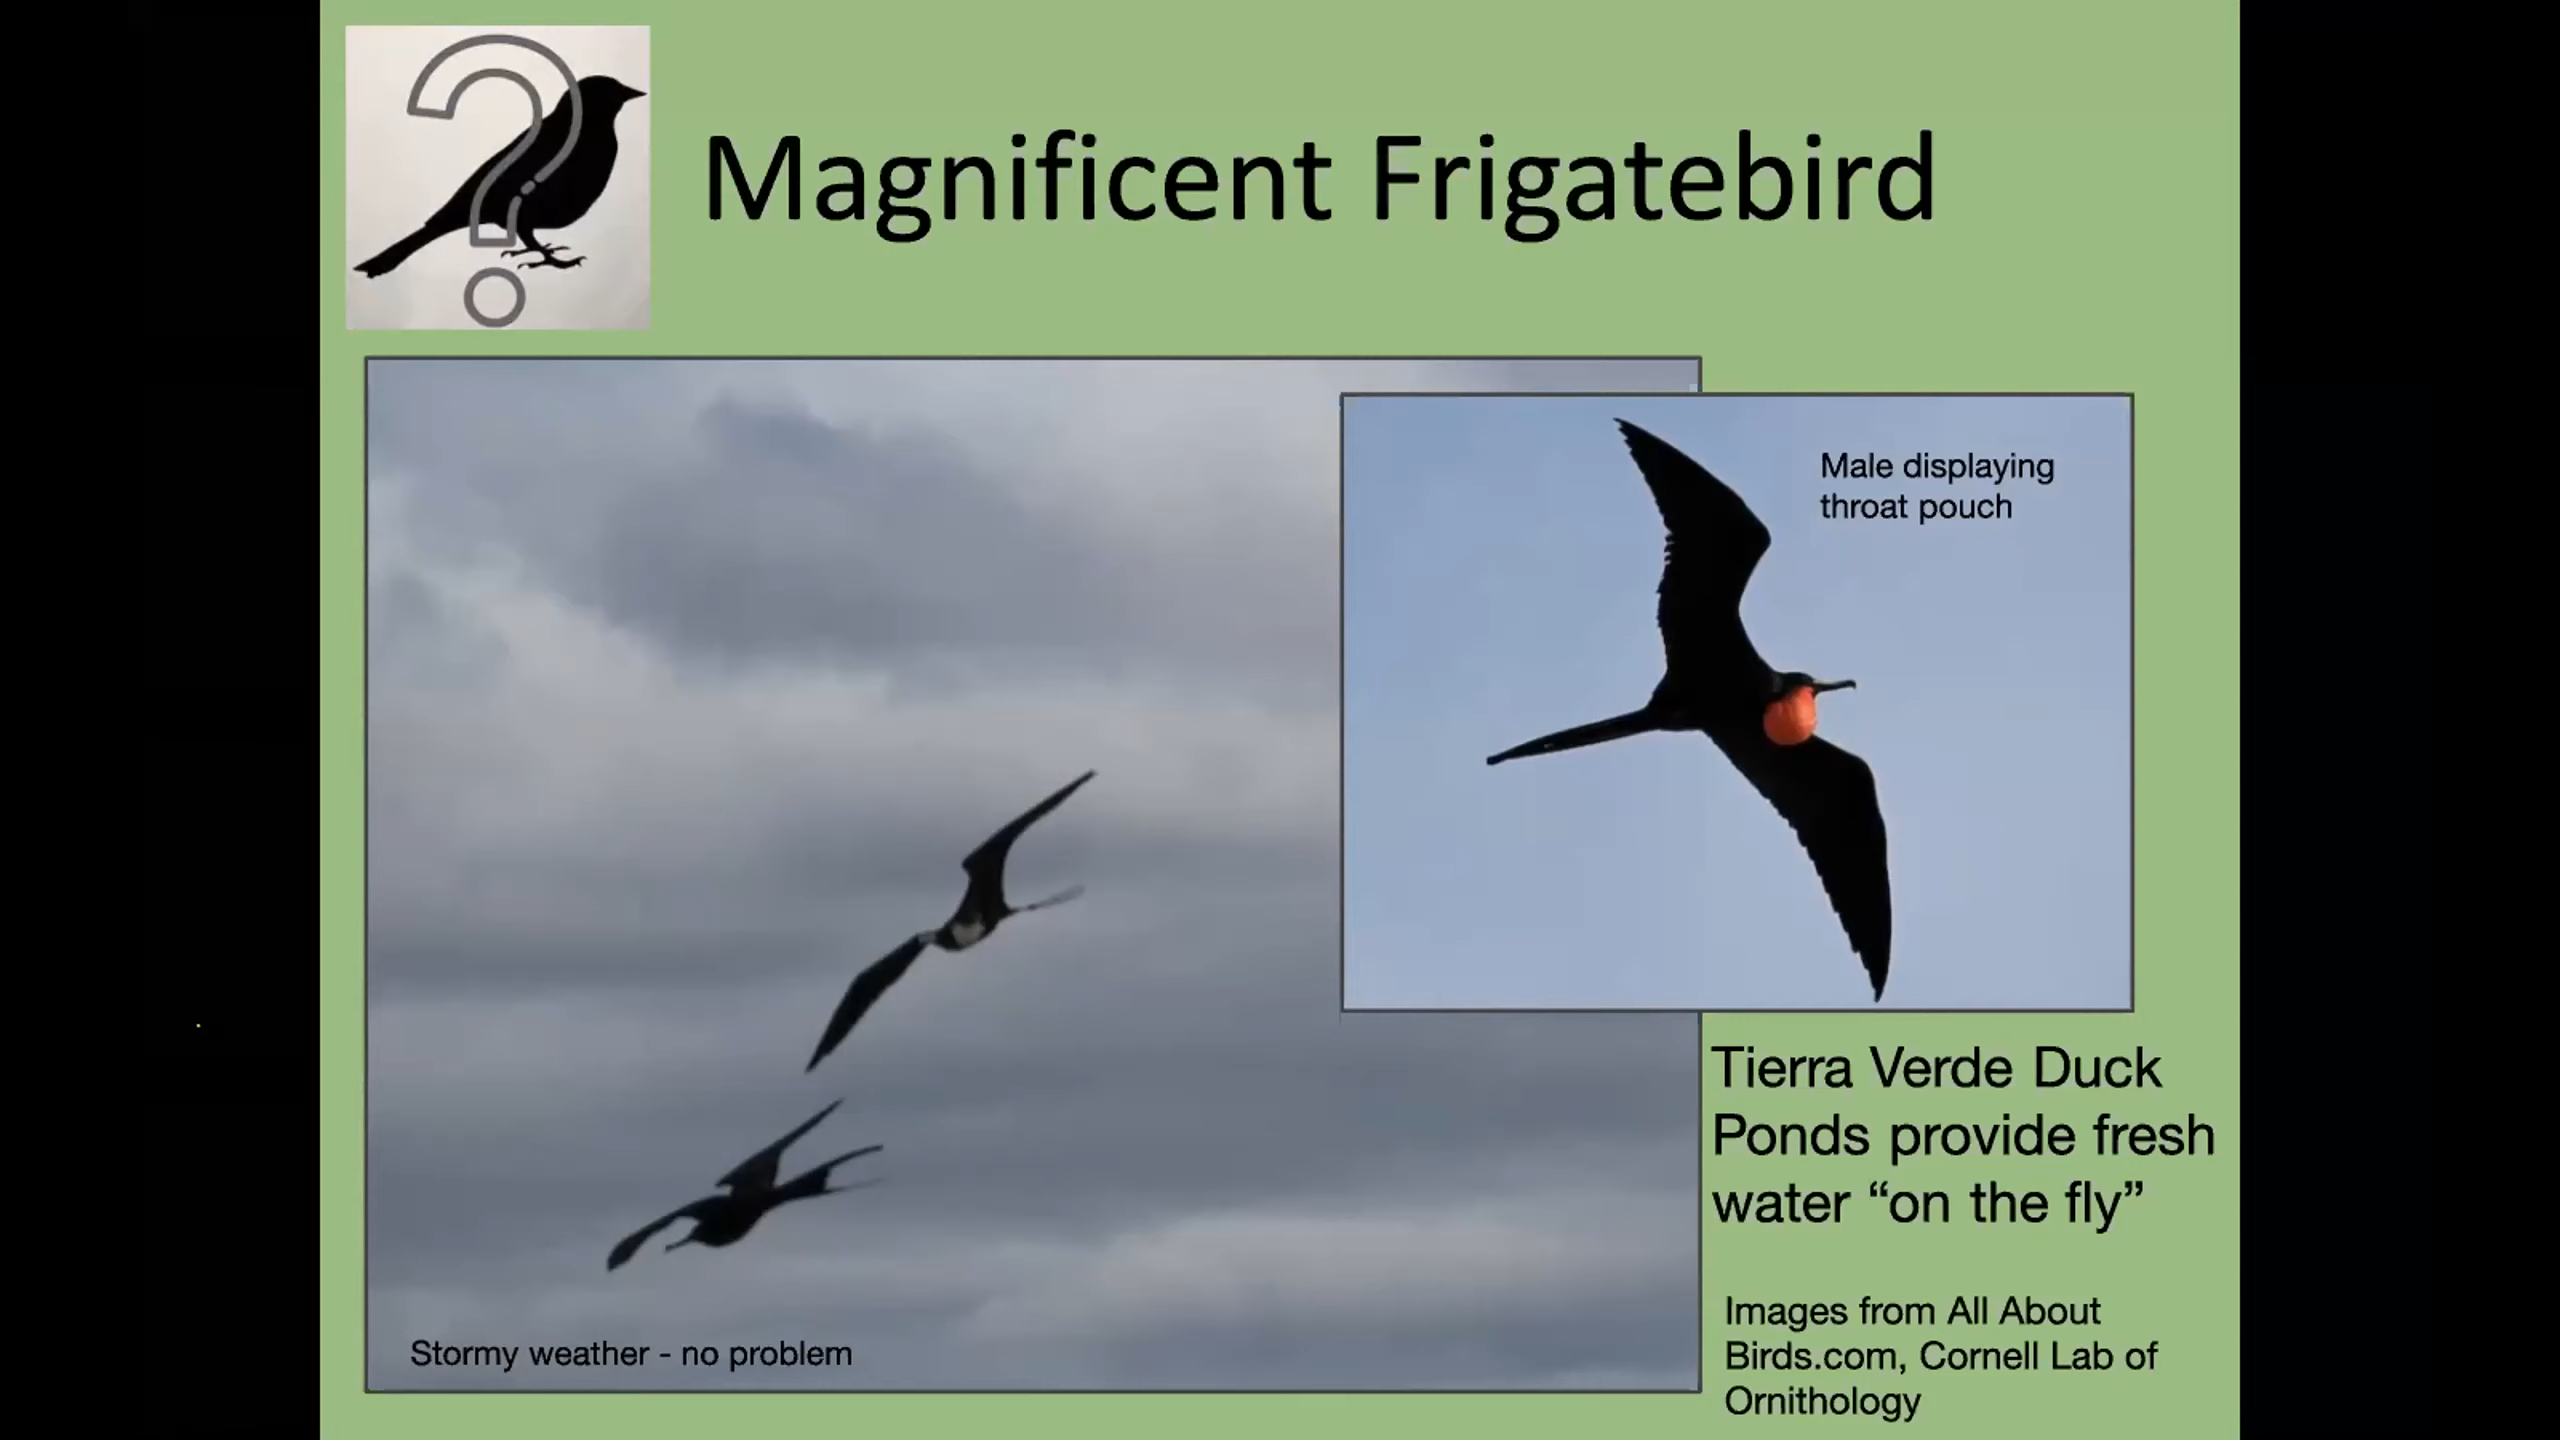 Magnificent Frigatebird
Male displaying
throat pouch
Tierra Verde Duck
Ponds provide fresh
water “on the fly”
Images from All About
Birds.com, Cornell Lab of
Ornithology
Stormy weather - no problem